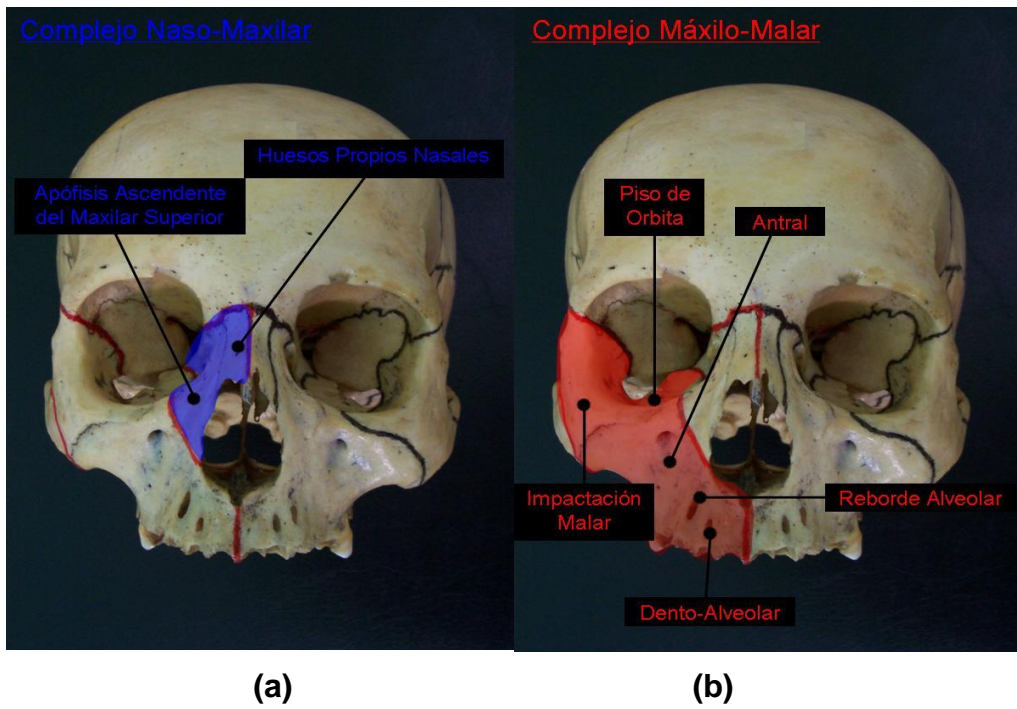 Complejo Naso-Maxilar
Huesos Propios Nasales
Apófisis Ascendente
del Maxilar Superior
(a)
Complejo Máxilo-Malar
Piso de
Orbita
Antral
Impactación
Malar
Reborde Alveolar
Dento-Alveolar
(b)